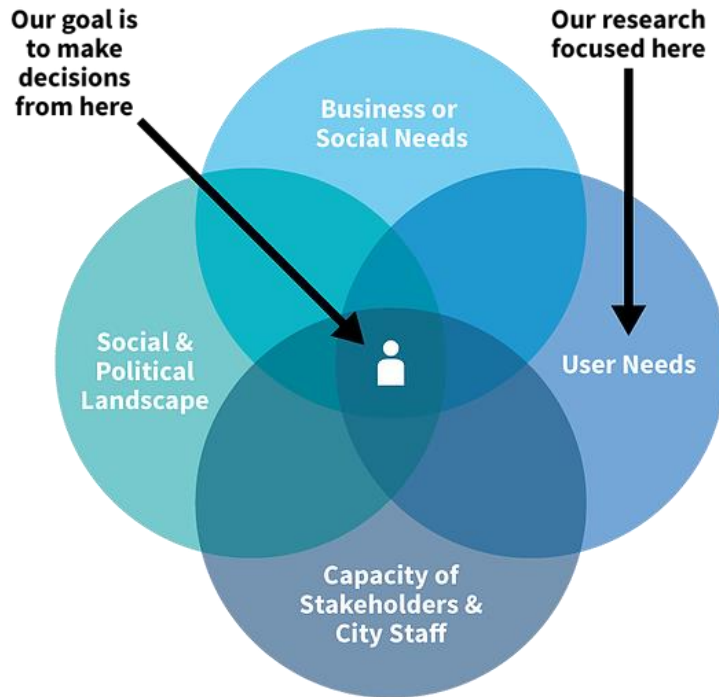 Our goal is
to make
decisions
from here
Our research
focused here
Business or
Social Needs
Social &
Political
Landscape
User Needs
Capacity of
Stakeholders &
City Staff